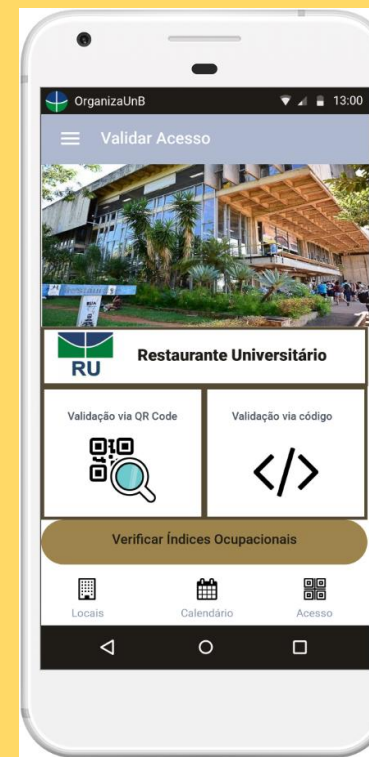 OrganizaUnB
13:00
Validar Acesso
RU
Restaurante Universitário
Validação via QR Code
Validação via código
</>
Verificar Índices Ocupacionais
Locais
Calendário
Acesso